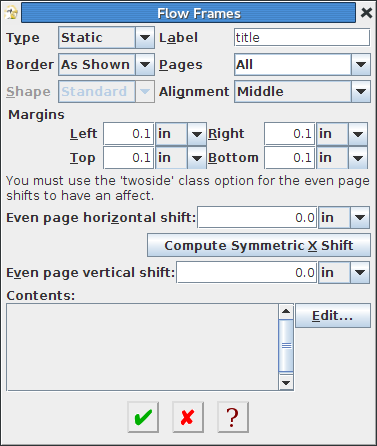 Flow Frames
Type Static Label title
Border As Shown Pages All
Shape Standard Alignment Middle
Margins
Left 0.1 in Right 0.1 in
Top 0.1 in Bottom 0.1 in
You must use the 'twoside' class option for the even page
shifts to have an affect.
Even page horizontal shift: 0.0 in
Compute Symmetric X Shift
Even page vertical shift: 0.0 in
Contents:
Edit...
?